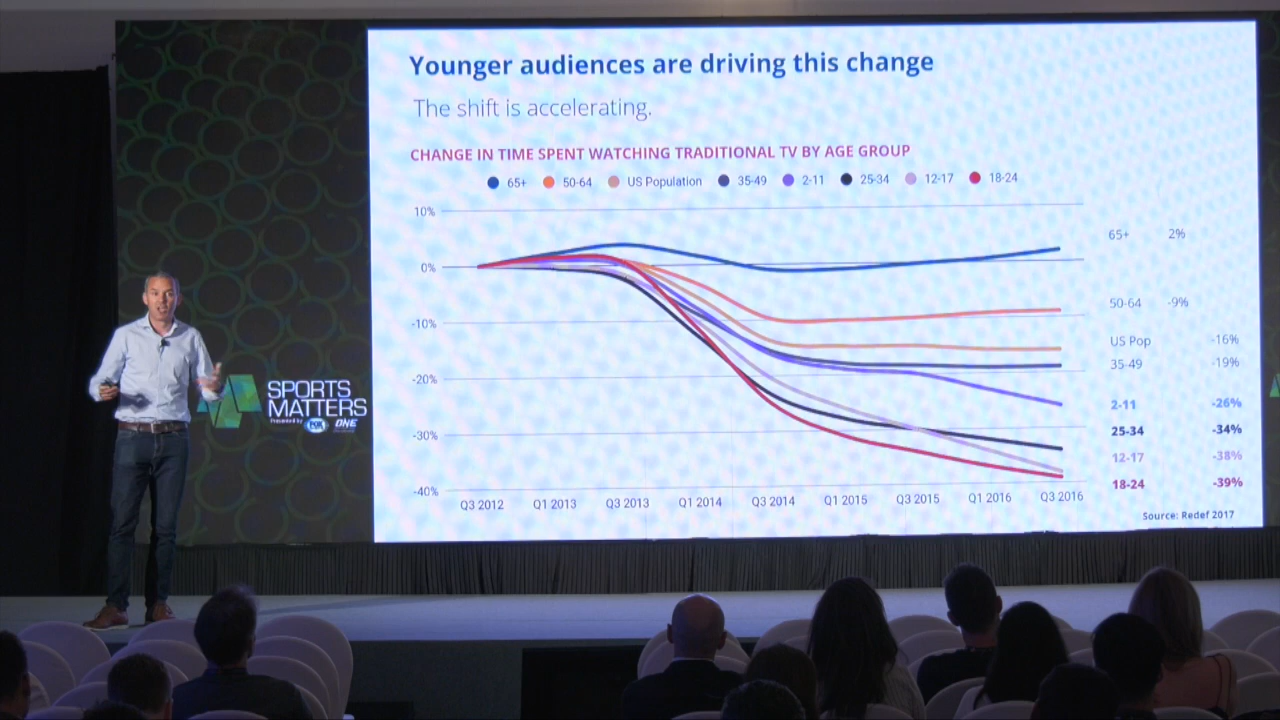 Younger audiences are driving this change
The shift is accelerating.
CHANGE IN TIME SPENT WATCHING TRADITIONAL TV BY AGE GROUP
65+ 50-64 US Population 35-49 2-11 25-34 12-17 18-24
10%
0%
-10%
-20%
-30%
-40%
Q3 2012 Q1 2013 Q3 2013 Q1 2014 Q3 2014 Q1 2015 Q3 2015 Q1 2016 Q3 2016
65+ 2%
50-64 -9%
US Pop -16%
35-49 -19%
2-11 -26%
25-34 -34%
12-17 -38%
18-24 -39%
Source: Redef 2017
SPORTS
MATTERS
Presented by FOX ONE